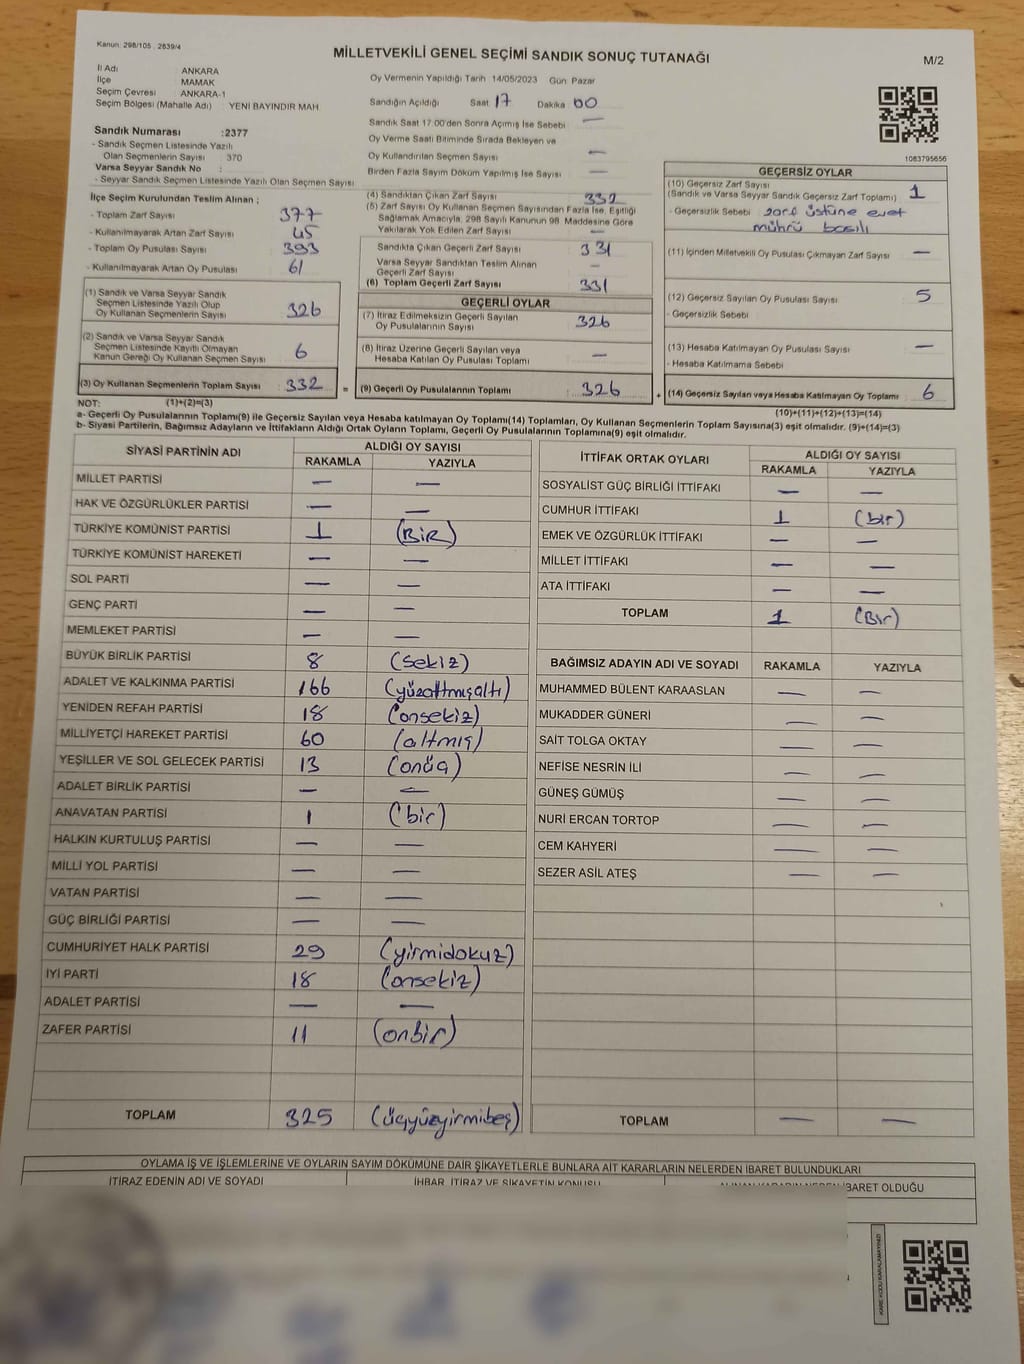 Kanun: 298/105 , 2839/4
MİLLETVEKİLİ GENEL SEÇİMİ SANDIK SONUÇ TUTANAĞI
M/2
İl Adı : ANKARA
İlçe : MAMAK
Seçim Çevresi : ANKARA-1
Seçim Bölgesi (Mahalle Adı) : YENİ BAYINDIR MAH
Sandık Numarası :2377
- Sandık Seçmen Listesinde Yazılı
Olan Seçmenlerin Sayısı : 370
Varsa Seyyar Sandık No :
- Seyyar Sandık Seçmen Listesinde Yazılı Olan Seçmen Sayısı :
Oy Vermenin Yapıldığı Tarih :14/05/2023 Gün: Pazar
Sandığın Açıldığı Saat : 17 Dakika : 00
Sandık Saat 17:00'den Sonra Açımış İse Sebebi : —
Oy Verme Saati Bitiminde Sırada Bekleyen ve
Oy Kullandırılan Seçmen Sayısı : —
Birden Fazla Sayım Döküm Yapılmış İse Sayısı : —
1083795656
İlçe Seçim Kurulundan Teslim Alınan ;
- Toplam Zarf Sayısı : 377
- Kullanılmayarak Artan Zarf Sayısı : 45
- Toplam Oy Pusulası Sayısı : 393
- Kullanılmayarak Artan Oy Pusulası : 61
(1) Sandık ve Varsa Seyyar Sandık
Seçmen Listesinde Yazılı Olup
Oy Kullanan Seçmenlerin Sayısı : 326
(2) Sandık ve Varsa Seyyar Sandık
Seçmen Listesinde Kayıtlı Olmayan
Kanun Gereği Oy Kullanan Seçmen Sayısı : 6
(3) Oy Kullanan Seçmenlerin Toplam Sayısı : 332
(4) Sandıktan Çıkan Zarf Sayısı : 332
(5) Zarf Sayısı Oy Kullanan Seçmen Sayısından Fazla İse, Eşitliği
Sağlamak Amacıyla, 298 Sayılı Kanunun 98. Maddesine Göre
Yakılarak Yok Edilen Zarf Sayısı : —
Sandıkta Çıkan Geçerli Zarf Sayısı : 331
Varsa Seyyar Sandıktan Teslim Alınan
Geçerli Zarf Sayısı : —
(6) Toplam Geçerli Zarf Sayısı : 331
GEÇERLİ OYLAR
(7) İtiraz Edilmeksizin Geçerli Sayılan
Oy Pusulalarının Sayısı : 326
(8) İtiraz Üzerine Geçerli Sayılan veya
Hesaba Katılan Oy Pusulası Toplamı : —
= (9) Geçerli Oy Pusulalarının Toplamı : 326
GEÇERSİZ OYLAR
(10) Geçersiz Zarf Sayısı : 1
(Sandık ve Varsa Seyyar Sandık Geçersiz Zarf Toplamı)
- Geçersizlik Sebebi : zarf üstüne evet
mührü basılı
(11) İçinden Milletvekili Oy Pusulası Çıkmayan Zarf Sayısı : —
(12) Geçersiz Sayılan Oy Pusulası Sayısı : 5
- Geçersizlik Sebebi :
(13) Hesaba Katılmayan Oy Pusulası Sayısı : —
- Hesaba Katılmama Sebebi :
+ (14) Geçersiz Sayılan veya Hesaba Katılmayan Oy Toplamı : 6
NOT: (1)+(2)=(3)
(10)+(11)+(12)+(13)=(14)
a- Geçerli Oy Pusulalarının Toplamı(9) ile Geçersiz Sayılan veya Hesaba katılmayan Oy Toplamı(14) Toplamları, Oy Kullanan Seçmenlerin Toplam Sayısına(3) eşit olmalıdır. (9)+(14)=(3)
b- Siyasi Partilerin, Bağımsız Adayların ve İttifakların Aldığı Ortak Oyların Toplamı, Geçerli Oy Pusulalarının Toplamına(9) eşit olmalıdır.
SİYASİ PARTİNİN ADI ALDIĞI OY SAYISI
RAKAMLA YAZIYLA
MİLLET PARTİSİ — —
HAK VE ÖZGÜRLÜKLER PARTİSİ — —
TÜRKİYE KOMÜNİST PARTİSİ 1 (BİR)
TÜRKİYE KOMÜNİST HAREKETİ — —
SOL PARTİ — —
GENÇ PARTİ — —
MEMLEKET PARTİSİ — —
BÜYÜK BİRLİK PARTİSİ 8 (sekiz)
ADALET VE KALKINMA PARTİSİ 166 (yüzaltmışaltı)
YENİDEN REFAH PARTİSİ 18 (onsekiz)
MİLLİYETÇİ HAREKET PARTİSİ 60 (altmış)
YEŞİLLER VE SOL GELECEK PARTİSİ 13 (onüç)
ADALET BİRLİK PARTİSİ — —
ANAVATAN PARTİSİ 1 (bir)
HALKIN KURTULUŞ PARTİSİ — —
MİLLİ YOL PARTİSİ — —
VATAN PARTİSİ — —
GÜÇ BİRLİĞİ PARTİSİ — —
CUMHURİYET HALK PARTİSİ 29 (yirmidokuz)
İYİ PARTİ 18 (onsekiz)
ADALET PARTİSİ — —
ZAFER PARTİSİ 11 (onbir)
TOPLAM 325 (üçyüzyirmibeş)
İTTİFAK ORTAK OYLARI ALDIĞI OY SAYISI
RAKAMLA YAZIYLA
SOSYALİST GÜÇ BİRLİĞİ İTTİFAKI — —
CUMHUR İTTİFAKI 1 (bir)
EMEK VE ÖZGÜRLÜK İTTİFAKI — —
MİLLET İTTİFAKI — —
ATA İTTİFAKI — —
TOPLAM 1 (Bir)
BAĞIMSIZ ADAYIN ADI VE SOYADI RAKAMLA YAZIYLA
MUHAMMED BÜLENT KARAASLAN — —
MUKADDER GÜNERİ — —
SAİT TOLGA OKTAY — —
NEFİSE NESRİN İLİ — —
GÜNEŞ GÜMÜŞ — —
NURİ ERCAN TORTOP — —
CEM KAHYERİ — —
SEZER ASİL ATEŞ — —
TOPLAM — —
OYLAMA İŞ VE İŞLEMLERİNE VE OYLARIN SAYIM DÖKÜMÜNE DAİR ŞİKAYETLERLE BUNLARA AİT KARARLARIN NELERDEN İBARET BULUNDUKLARI
İTİRAZ EDENİN ADI VE SOYADI İHBAR, İTİRAZ VE ŞİKAYETİN KONUSU İBARET OLDUĞU
KARE KODU KARALAMAYINIZ!